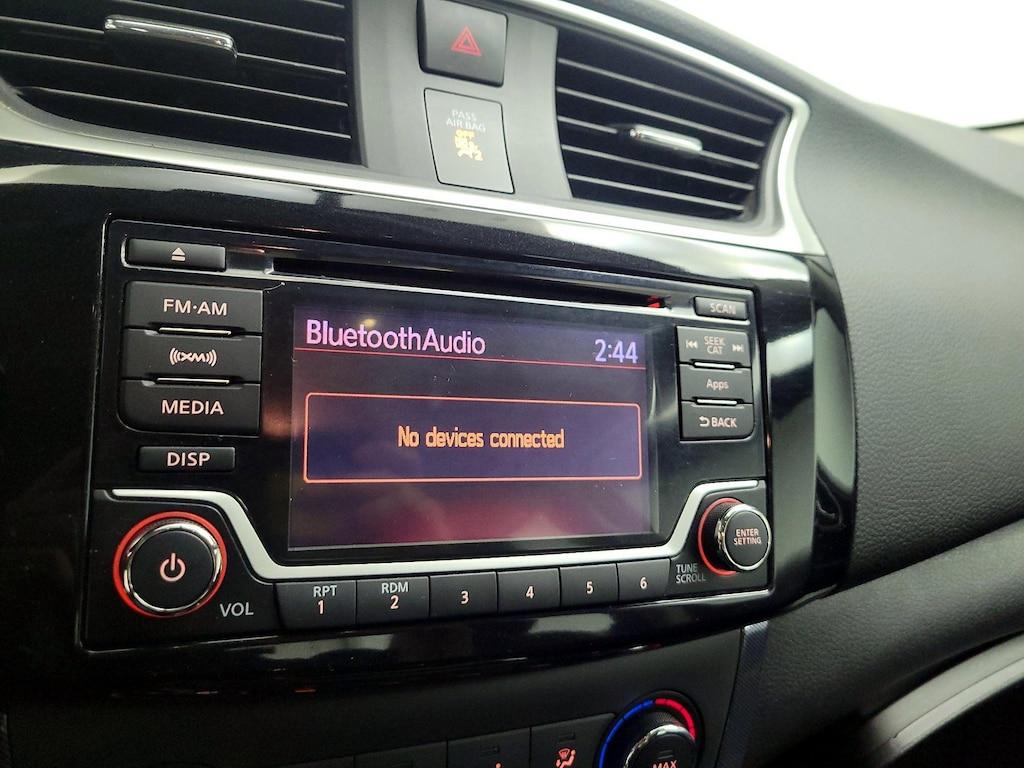 PASS
AIR BAG
OFF
2
FM·AM
((XM))
MEDIA
DISP
VOL
BluetoothAudio
2:44
No devices connected
SCAN
SEEK
CAT
Apps
BACK
ENTER
SETTING
TUNE
SCROLL
RPT
1
RDM
2
3
4
5
6
MAX